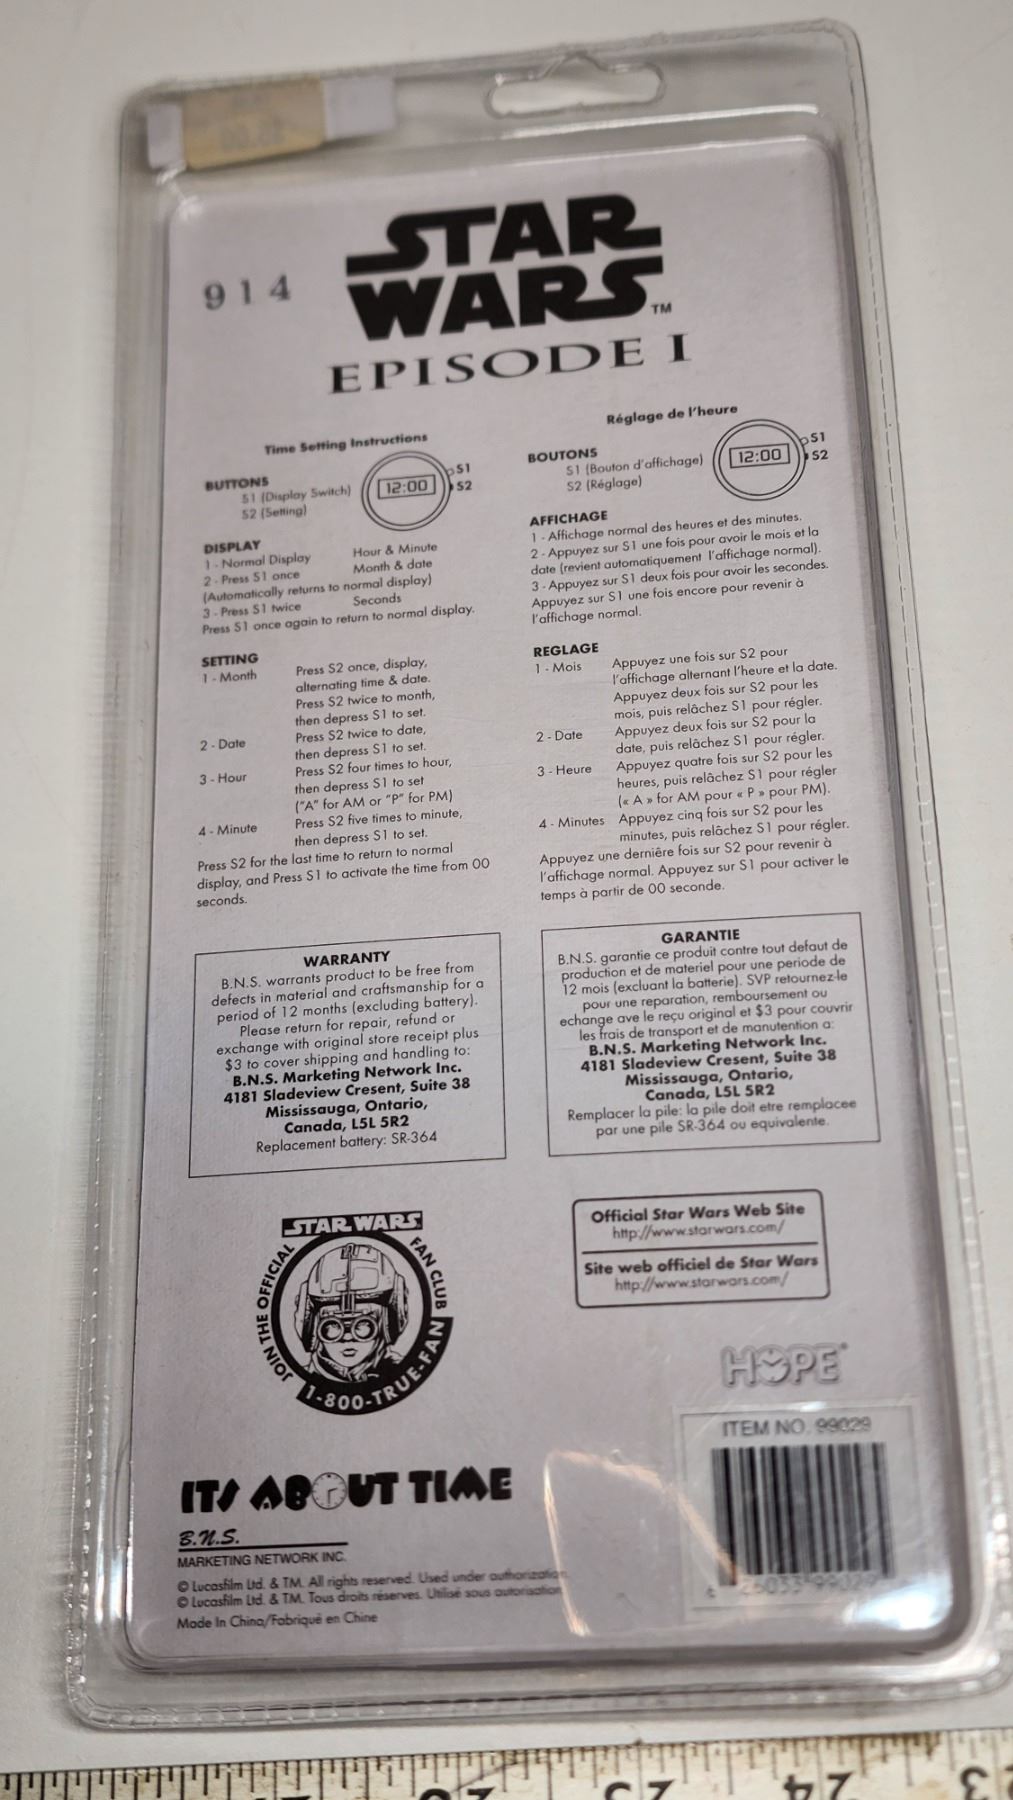 STAR
WARS™
914
EPISODE I
Time Setting Instructions
BUTTONS
S1 (Display Switch)
S2 (Setting)
12:00
S1
S2
DISPLAY
1 - Normal Display Hour & Minute
2 - Press S1 once Month & date
(Automatically returns to normal display)
3 - Press S1 twice Seconds
Press S1 once again to return to normal display.
SETTING
1 - Month Press S2 once, display,
alternating time & date.
Press S2 twice to month,
then depress S1 to set.
2 - Date Press S2 twice to date,
then depress S1 to set.
3 - Hour Press S2 four times to hour,
then depress S1 to set
("A" for AM or "P" for PM)
4 - Minute Press S2 five times to minute,
then depress S1 to set.
Press S2 for the last time to return to normal
display, and Press S1 to activate the time from 00
seconds.
Réglage de l'heure
BOUTONS
S1 (Bouton d'affichage)
S2 (Réglage)
12:00
S1
S2
AFFICHAGE
1 - Affichage normal des heures et des minutes.
2 - Appuyez sur S1 une fois pour avoir le mois et la
date (revient automatiquement l'affichage normal).
3 - Appuyez sur S1 deux fois pour avoir les secondes.
Appuyez sur S1 une fois encore pour revenir à
l'affichage normal.
REGLAGE
1 - Mois Appuyez une fois sur S2 pour
l'affichage alternant l'heure et la date.
Appuyez deux fois sur S2 pour les
mois, puis relâchez S1 pour régler.
2 - Date Appuyez deux fois sur S2 pour la
date, puis relâchez S1 pour régler.
3 - Heure Appuyez quatre fois sur S2 pour les
heures, puis relâchez S1 pour régler
(« A » for AM pour « P » pour PM).
4 - Minutes Appuyez cinq fois sur S2 pour les
minutes, puis relâchez S1 pour régler.
Appuyez une dernière fois sur S2 pour revenir à
l'affichage normal. Appuyez sur S1 pour activer le
temps à partir de 00 seconde.
WARRANTY
B.N.S. warrants product to be free from
defects in material and craftsmanship for a
period of 12 months (excluding battery).
Please return for repair, refund or
exchange with original store receipt plus
$3 to cover shipping and handling to:
B.N.S. Marketing Network Inc.
4181 Sladeview Cresent, Suite 38
Mississauga, Ontario,
Canada, L5L 5R2
Replacement battery: SR-364
GARANTIE
B.N.S. garantie ce produit contre tout defaut de
production et de materiel pour une periode de
12 mois (excluant la batterie). SVP retournez-le
pour une reparation, remboursement ou
echange ave le reçu original et $3 pour couvrir
les frais de transport et de manutention a:
B.N.S. Marketing Network Inc.
4181 Sladeview Cresent, Suite 38
Mississauga, Ontario,
Canada, L5L 5R2
Remplacer la pile: la pile doit etre remplacee
par une pile SR-364 ou equivalente.
STAR WARS
JOIN THE OFFICIAL
FAN CLUB
1-800-TRUE-FAN
Official Star Wars Web Site
http://www.starwars.com/
Site web officiel de Star Wars
http://www.starwars.com/
HOPE
ITEM NO. 99029
ITS ABOUT TIME
B.N.S.
MARKETING NETWORK INC.
© Lucasfilm Ltd. & TM. All rights reserved. Used under authorization
© Lucasfilm Ltd. & TM. Tous droits réserves. Utilisé sous autorisation
Made In China/Fabriqué en Chine
25
24